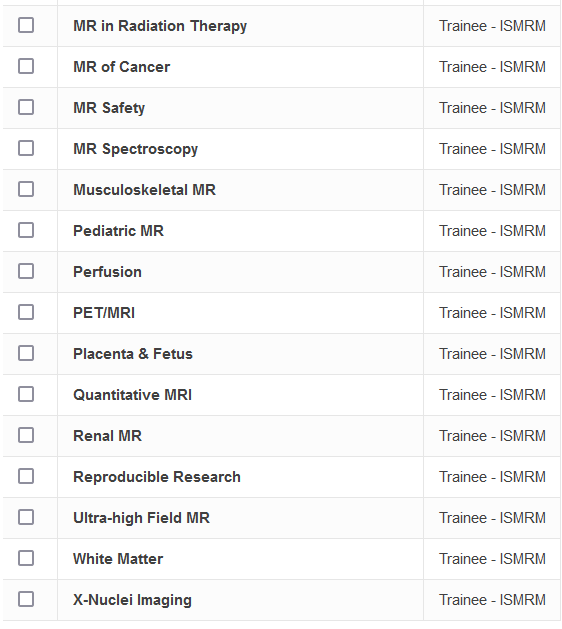 MR in Radiation Therapy Trainee - ISMRM
MR of Cancer Trainee - ISMRM
MR Safety Trainee - ISMRM
MR Spectroscopy Trainee - ISMRM
Musculoskeletal MR Trainee - ISMRM
Pediatric MR Trainee - ISMRM
Perfusion Trainee - ISMRM
PET/MRI Trainee - ISMRM
Placenta & Fetus Trainee - ISMRM
Quantitative MRI Trainee - ISMRM
Renal MR Trainee - ISMRM
Reproducible Research Trainee - ISMRM
Ultra-high Field MR Trainee - ISMRM
White Matter Trainee - ISMRM
X-Nuclei Imaging Trainee - ISMRM